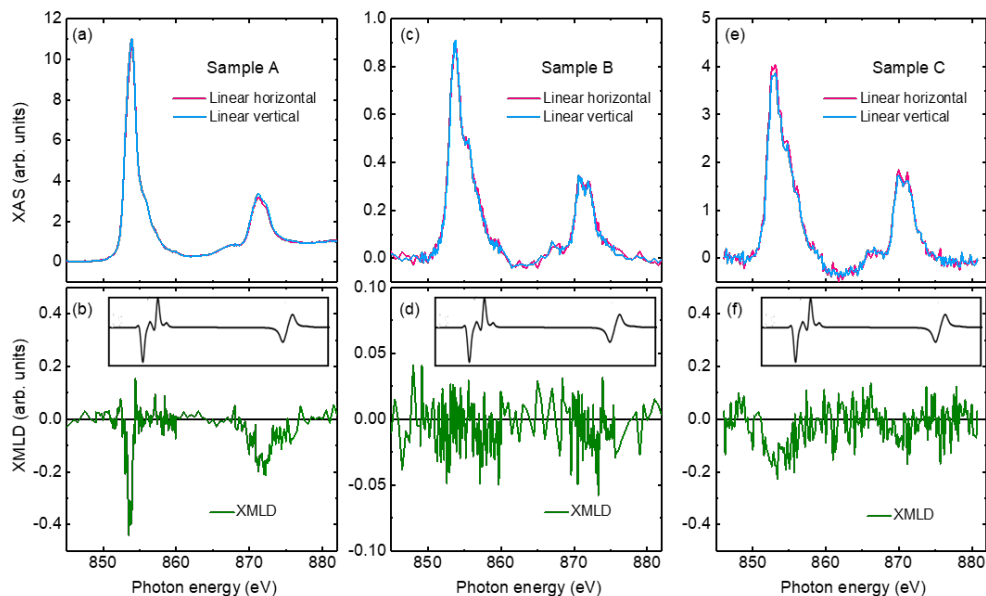 (a)
Sample A
Linear horizontal
Linear vertical
XAS (arb. units)
12
10
8
6
4
2
0
(c)
Sample B
Linear horizontal
Linear vertical
1.0
0.8
0.6
0.4
0.2
0.0
(e)
Sample C
Linear horizontal
Linear vertical
5
4
3
2
1
0
(b)
XMLD
XMLD (arb. units)
0.4
0.2
0.0
-0.2
-0.4
850 860 870 880
Photon energy (eV)
(d)
XMLD
0.10
0.05
0.00
-0.05
-0.10
850 860 870 880
Photon energy (eV)
(f)
XMLD
0.4
0.2
0.0
-0.2
-0.4
850 860 870 880
Photon energy (eV)